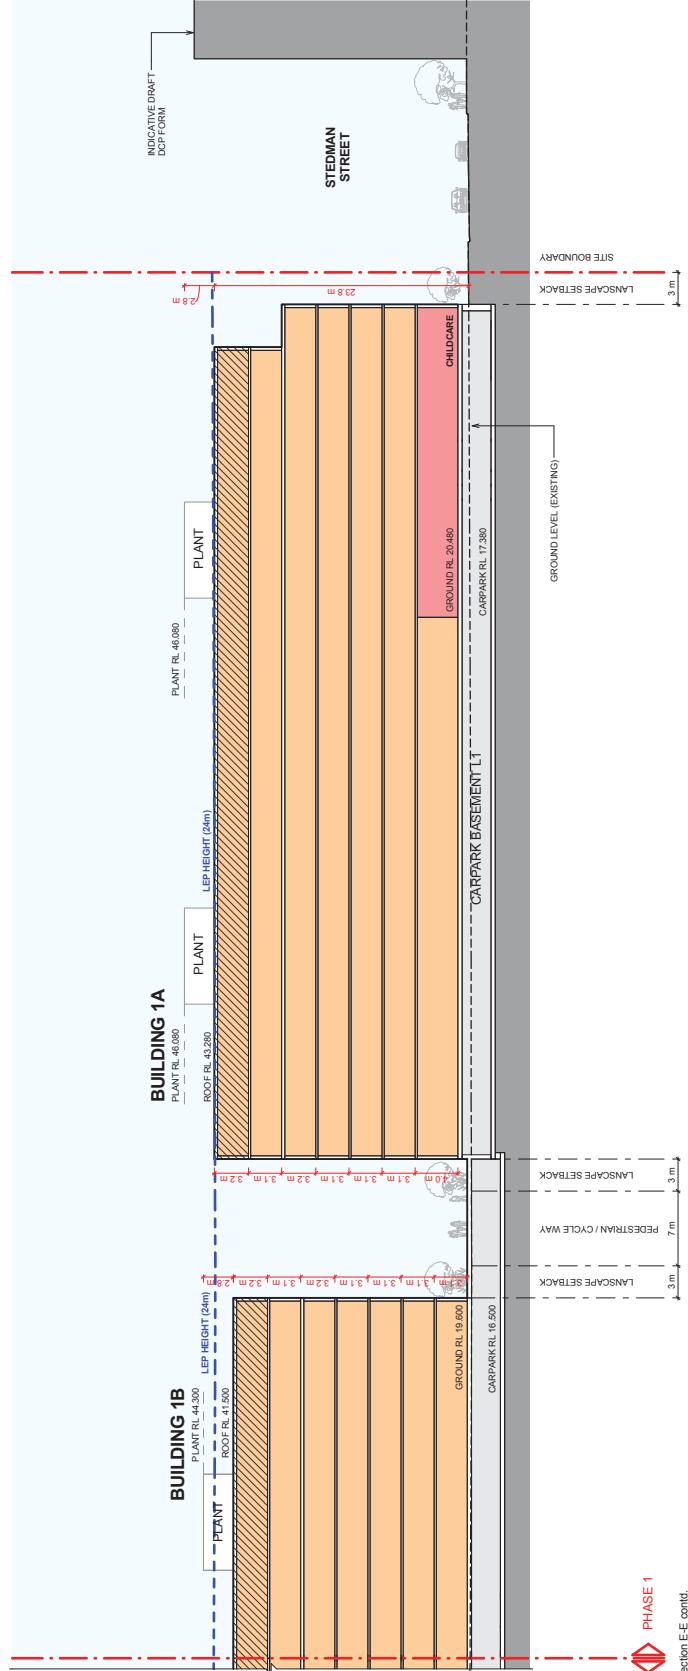 INDICATIVE DRAFT
DCP FORM
STEDMAN
STREET
SITE BOUNDARY
LANSCAPE SETBACK
3 m
2.8 m
23.8 m
CHILDCARE
GROUND RL 20.480
CARPARK RL 17.380
GROUND LEVEL (EXISTING)
PLANT
PLANT RL 46.080
CARPARK BASEMENT L1
LEP HEIGHT (24m)
PLANT
BUILDING 1A
PLANT RL 46.080
ROOF RL 43.280
3.2 m
3.1 m
3.2 m
3.1 m
3.1 m
3.1 m
4.0 m
LANSCAPE SETBACK
3 m
PEDESTRIAN / CYCLE WAY
7 m
LANSCAPE SETBACK
3 m
LEP HEIGHT (24m)
2.8 m
3.2 m
3.1 m
3.2 m
3.1 m
3.1 m
3.1 m
BUILDING 1B
PLANT RL 44.300
ROOF RL 41.500
PLANT
GROUND RL 19.600
CARPARK RL 16.500
PHASE 1
ction E-E contd.